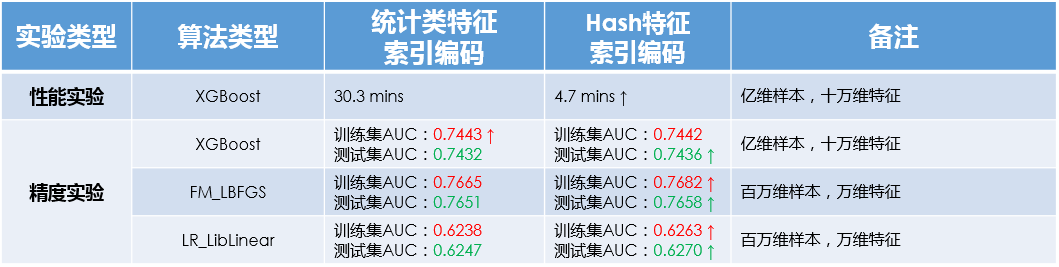 实验类型
算法类型
统计类特征
索引编码
Hash特征
索引编码
备注
性能实验
XGBoost
30.3 mins
4.7 mins ↑
亿维样本，十万维特征
精度实验
XGBoost
训练集AUC：0.7443 ↑
测试集AUC：0.7432
训练集AUC：0.7442
测试集AUC：0.7436 ↑
亿维样本，十万维特征
FM_LBFGS
训练集AUC：0.7665
测试集AUC：0.7651
训练集AUC：0.7682 ↑
测试集AUC：0.7658 ↑
百万维样本，万维特征
LR_LibLinear
训练集AUC：0.6238
测试集AUC：0.6247
训练集AUC：0.6263 ↑
测试集AUC：0.6270 ↑
百万维样本，万维特征